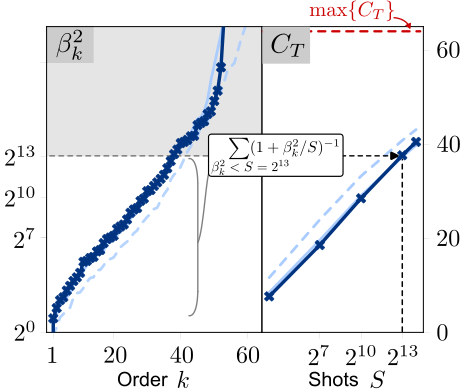 max{C_T}
β_k^2
C_T
60
40
20
0
2^13
2^10
2^7
2^0
∑(1 + β_k^2/S)^−1
β_k^2 < S = 2^13
1 20 40 60
2^7 2^10 2^13
Order k
Shots S